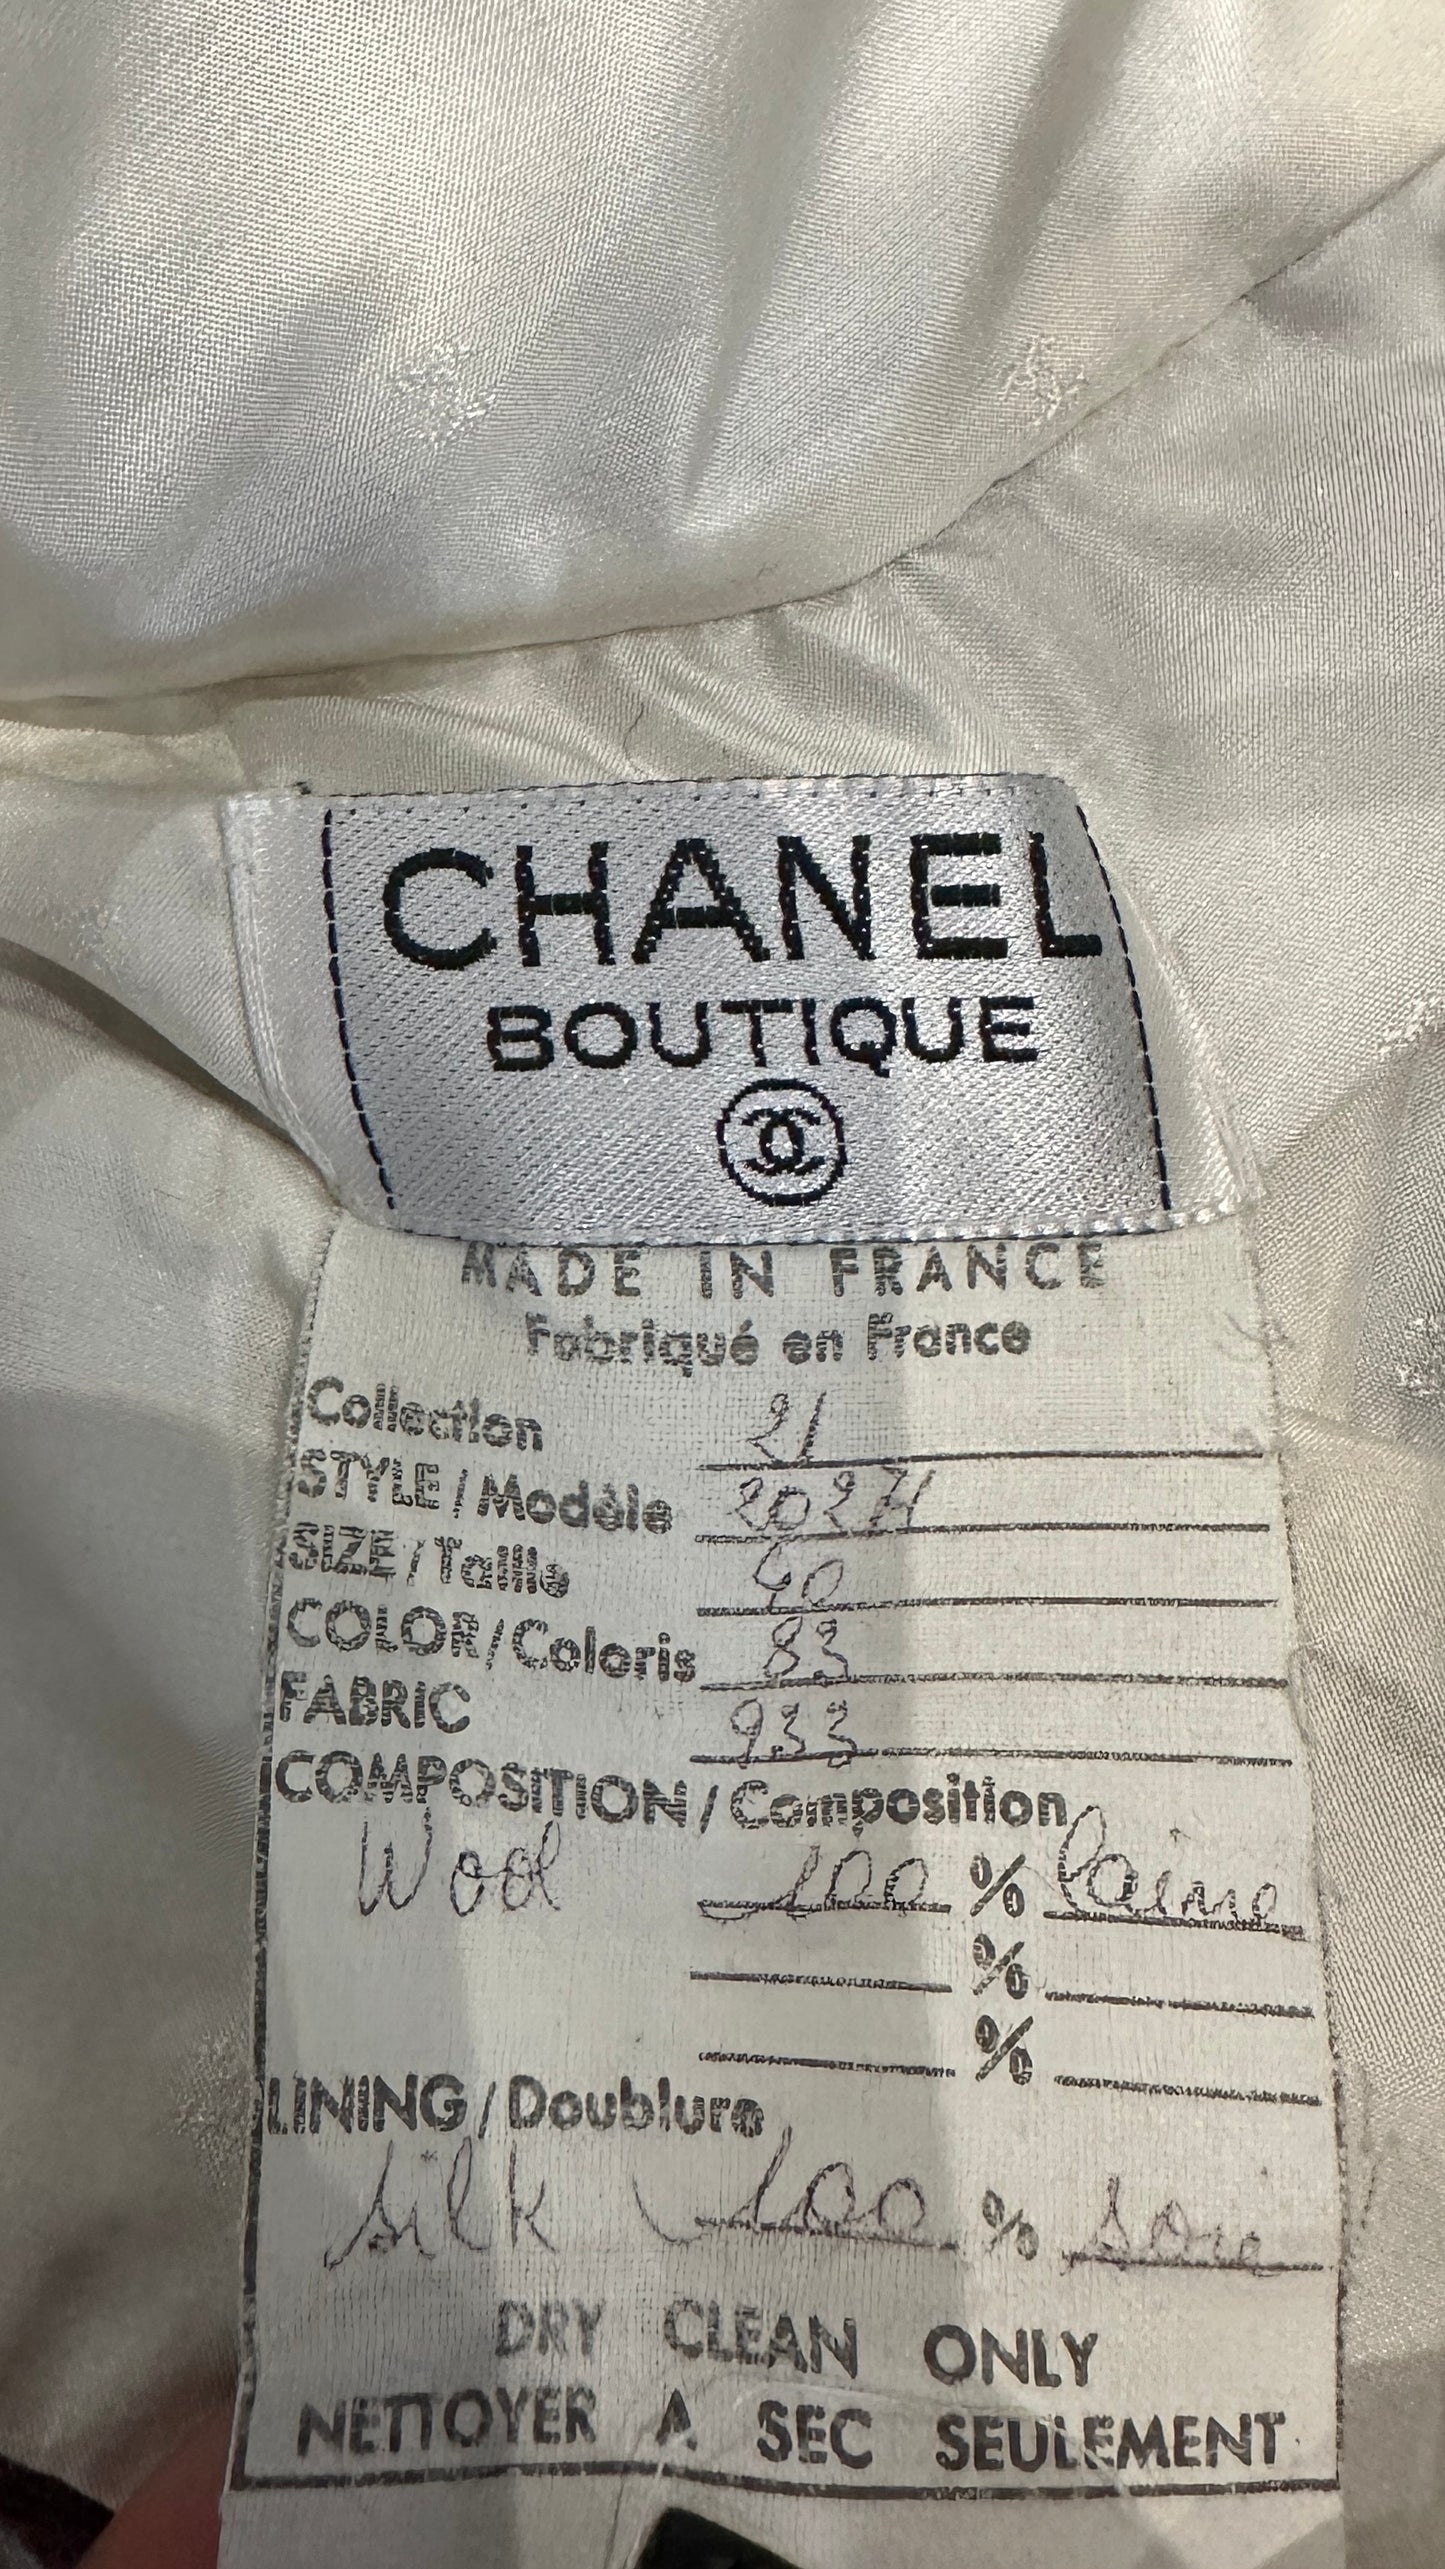 CHANEL
BOUTIQUE
MADE IN FRANCE
Fabriqué en France
Collection 21
STYLE/Modèle
SIZE/Taille 40
COLOR/Coloris 83
FABRIC 933
COMPOSITION/Composition
Wool 100 % Laine
%
%
LINING/Doublure
silk 100 % soie
DRY CLEAN ONLY
NETTOYER A SEC SEULEMENT